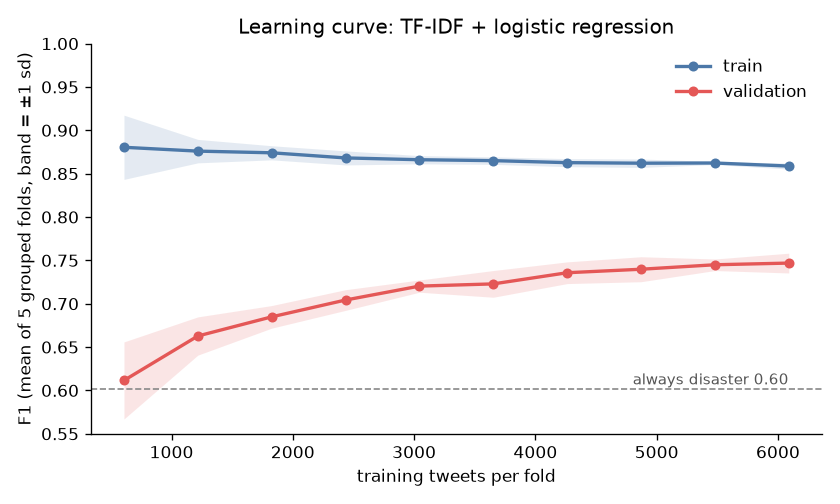 Learning curve: TF-IDF + logistic regression
F1 (mean of 5 grouped folds, band = ±1 sd)
1.00
0.95
0.90
0.85
0.80
0.75
0.70
0.65
0.60
0.55
train
validation
always disaster 0.60
1000
2000
3000
4000
5000
6000
training tweets per fold